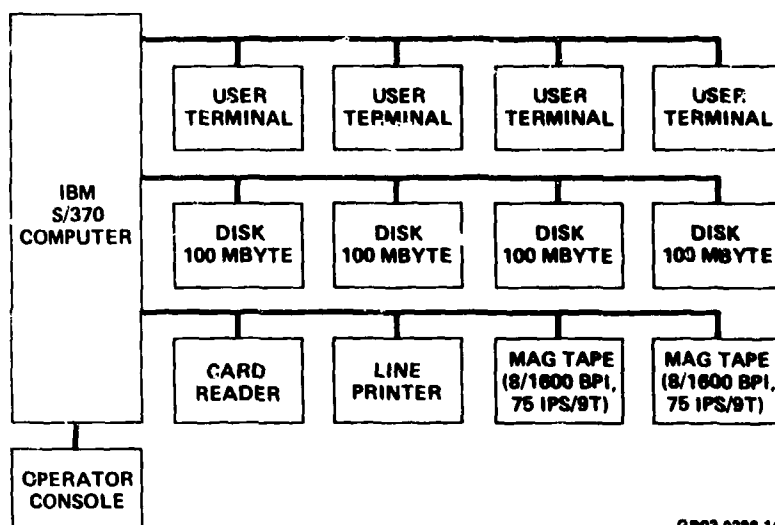 USER USER USER USER
TERMINAL TERMINAL TERMINAL TERMINAL
IBM
S/370
COMPUTER
DISK DISK DISK DISK
100 MBYTE 100 MBYTE 100 MBYTE 100 MBYTE
CARD LINE MAG TAPE MAG TAPE
READER PRINTER (8/1600 BPI, (8/1600 BPI,
75 IPS/9T) 75 IPS/9T)
OPERATOR
CONSOLE